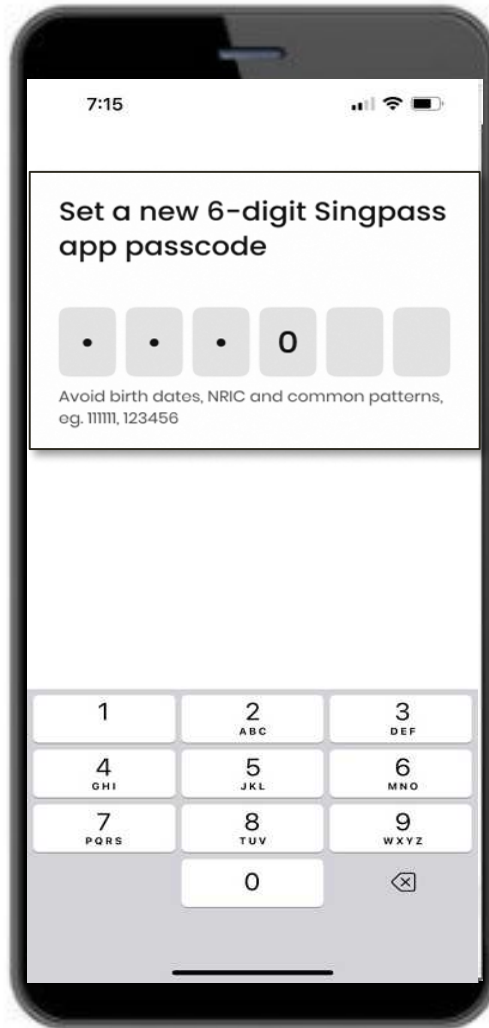 7:15
Set a new 6-digit Singpass
app passcode
• • • 0
Avoid birth dates, NRIC and common patterns,
eg. 111111, 123456
1 2 3
ABC DEF
4 5 6
GHI JKL MNO
7 8 9
PQRS TUV WXYZ
0